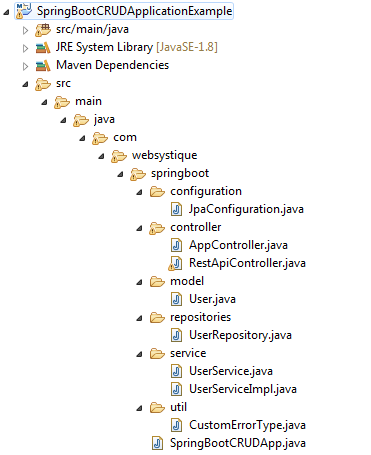 SpringBootCRUDApplicationExample
src/main/java
JRE System Library [JavaSE-1.8]
Maven Dependencies
src
main
java
com
websystique
springboot
configuration
JpaConfiguration.java
controller
AppController.java
RestApiController.java
model
User.java
repositories
UserRepository.java
service
UserService.java
UserServiceImpl.java
util
CustomErrorType.java
SpringBootCRUDApp.java